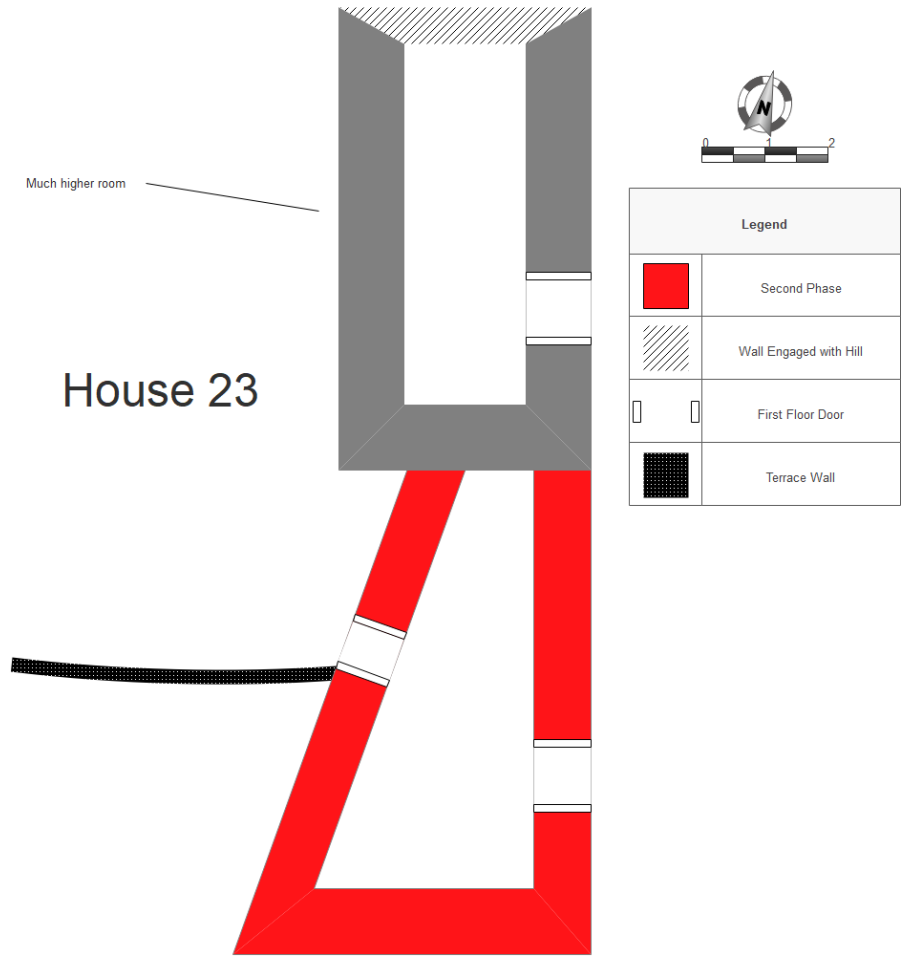 N
0 1 2
Much higher room
Legend
Second Phase
Wall Engaged with Hill
House 23
First Floor Door
Terrace Wall